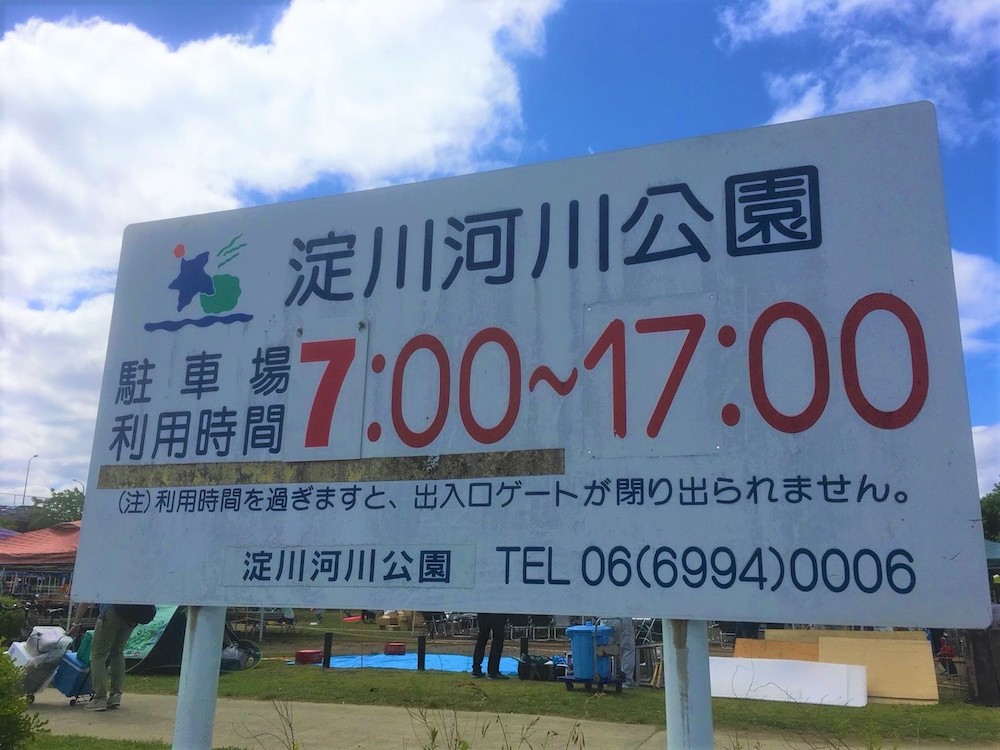 淀川河川公園
駐車場
利用時間
7:00~17:00
(注)利用時間を過ぎますと、出入口ゲートが閉り出られません。
淀川河川公園 TEL 06(6994)0006